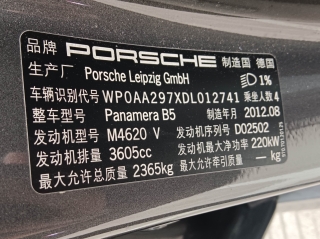 品牌 PORSCHE 制造国 德国
生产厂 Porsche Leipzig GmbH 1%
车辆识别代号 WP0AA297XDL012741 乘坐人数 4
整车型号 Panamera B5 制造年月 2012.08
发动机型号 M4620 V 发动机序列号 D02502
发动机排量 3605cc 发动机最大净功率 220kW
最大允许总质量 2365kg 最大允许牵引质量 — kg